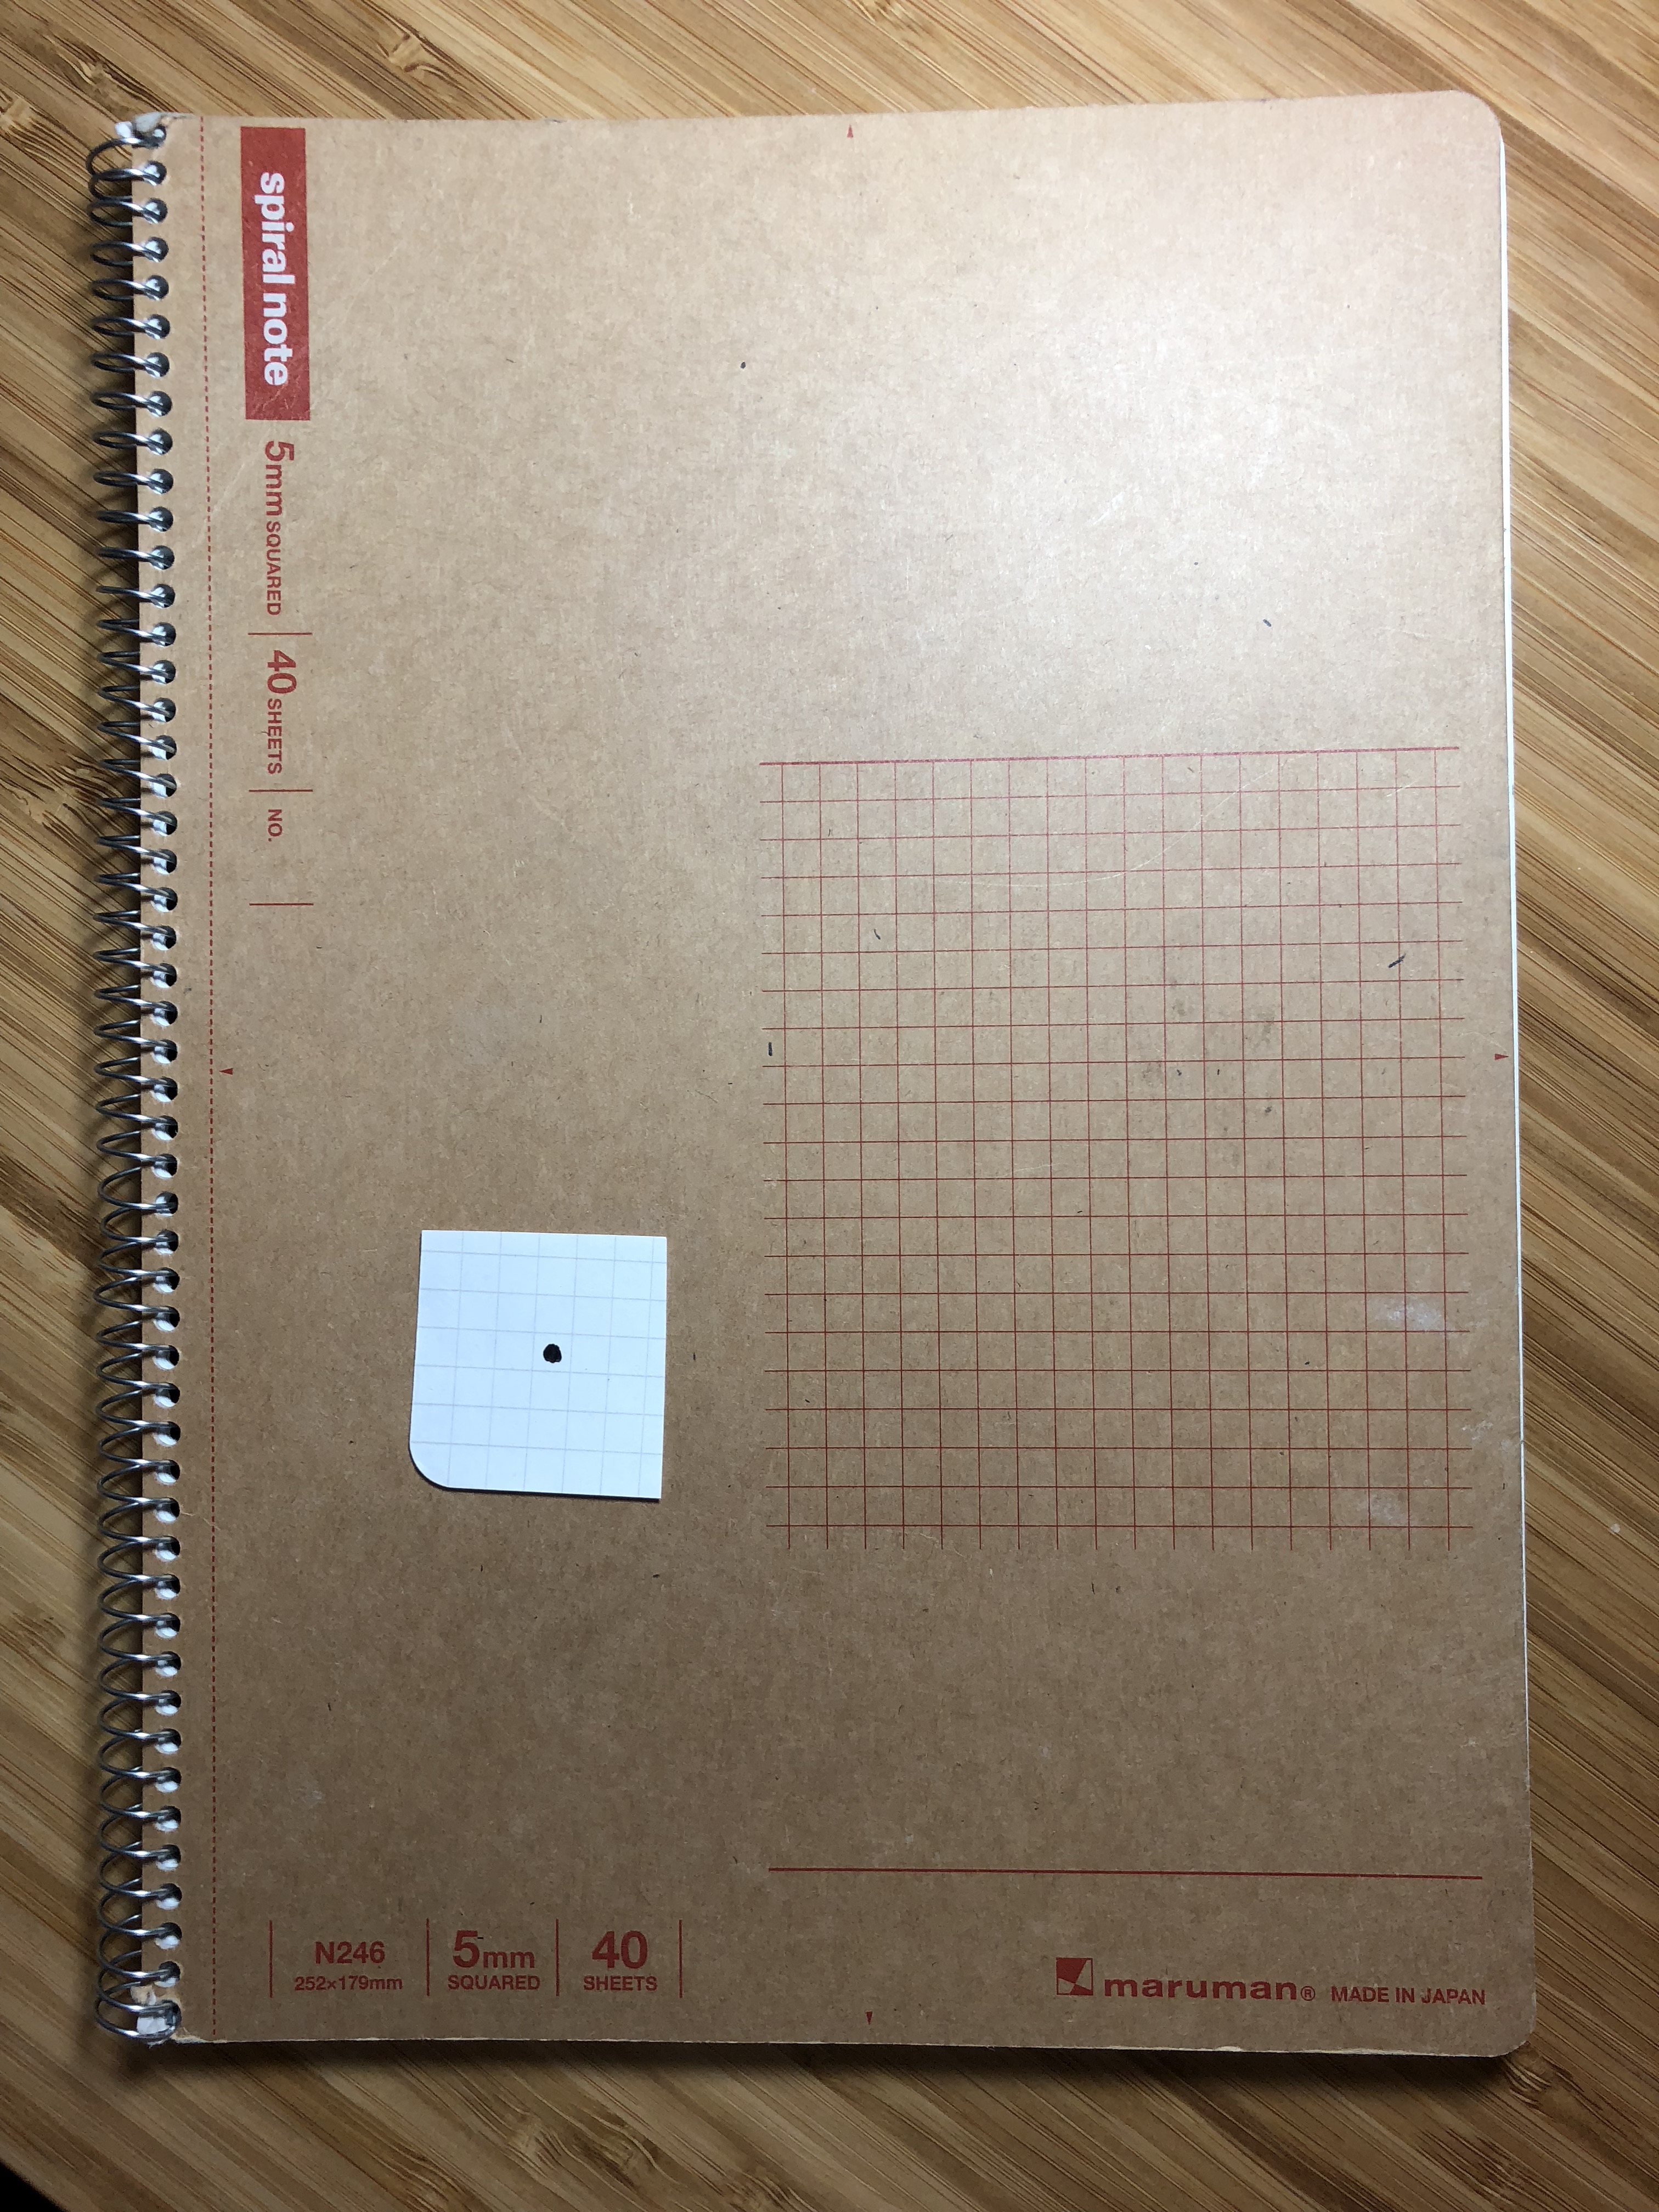 spiral note
5mm SQUARED
40 SHEETS
NO.
N246
252×179mm
5mm
SQUARED
40
SHEETS
maruman® MADE IN JAPAN